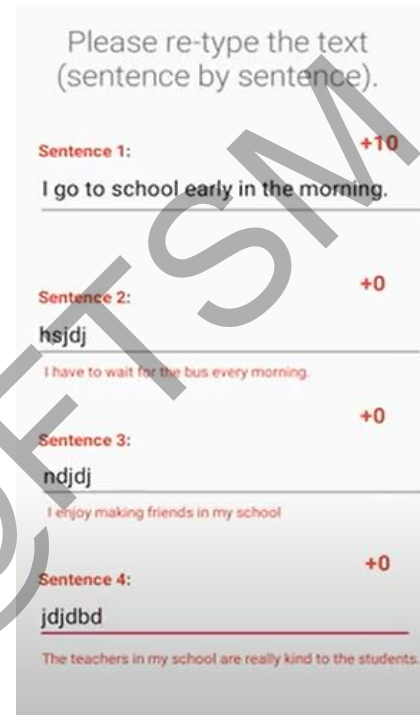 Please re-type the text
(sentence by sentence).
+10
Sentence 1:
I go to school early in the morning.
+0
Sentence 2:
hsjdj
I have to wait for the bus every morning.
+0
Sentence 3:
ndjdj
I enjoy making friends in my school
+0
Sentence 4:
jdjdbd
The teachers in my school are really kind to the students.
@FTSM